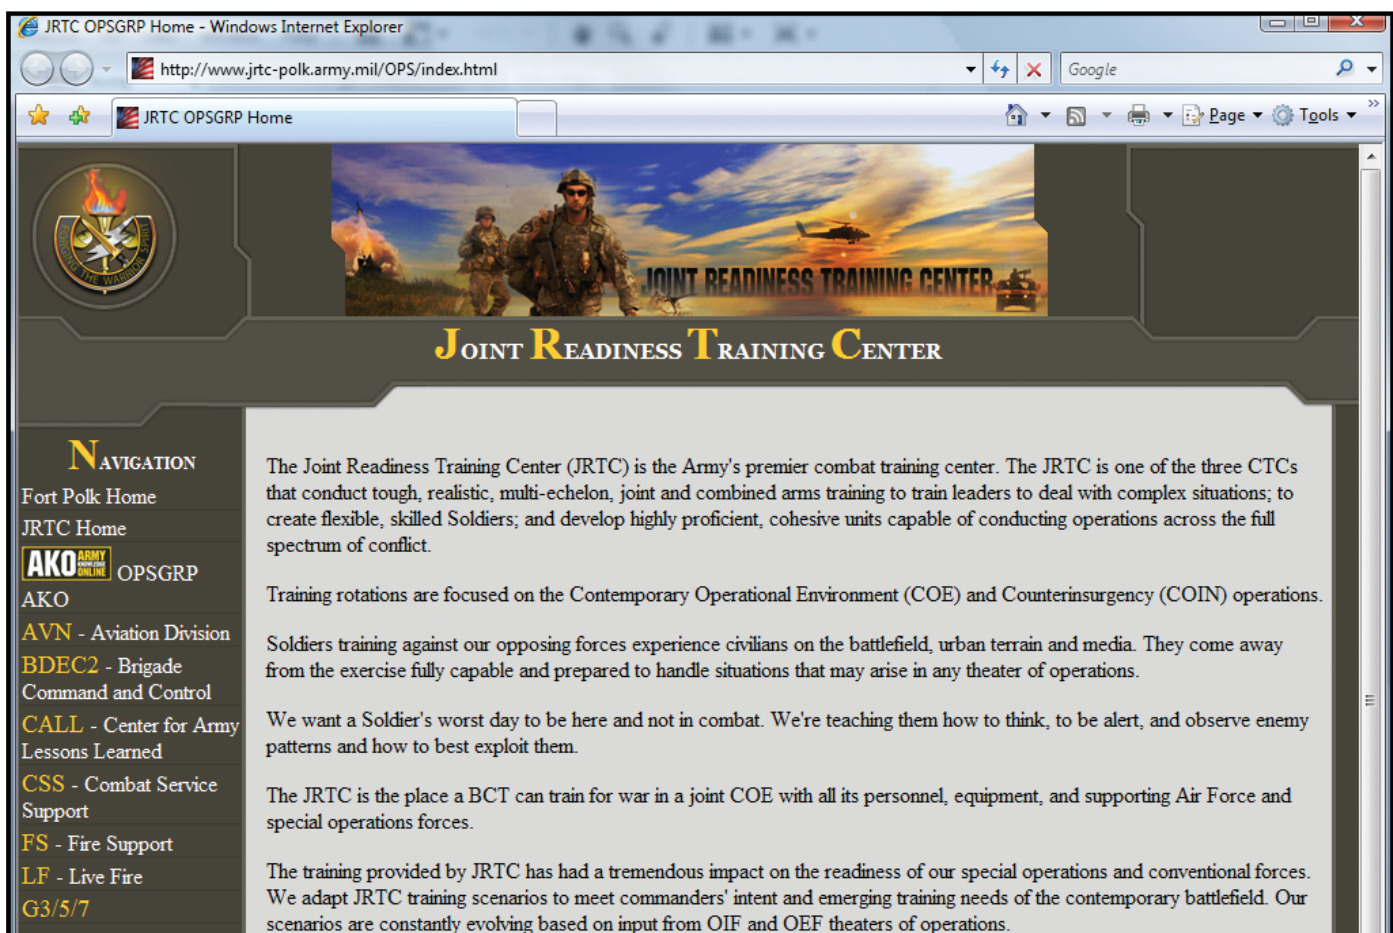 JRTC OPSGRP Home - Windows Internet Explorer
http://www.jrtc-polk.army.mil/OPS/index.html
Google
JRTC OPSGRP Home
Page
Tools
FORGING THE WARRIOR SPIRIT
JOINT READINESS TRAINING CENTER
JOINT READINESS TRAINING CENTER
NAVIGATION
Fort Polk Home
JRTC Home
AKO ARMY KNOWLEDGE ONLINE OPSGRP
AKO
AVN - Aviation Division
BDEC2 - Brigade
Command and Control
CALL - Center for Army
Lessons Learned
CSS - Combat Service
Support
FS - Fire Support
LF - Live Fire
G3/5/7
The Joint Readiness Training Center (JRTC) is the Army's premier combat training center. The JRTC is one of the three CTCs
that conduct tough, realistic, multi-echelon, joint and combined arms training to train leaders to deal with complex situations; to
create flexible, skilled Soldiers; and develop highly proficient, cohesive units capable of conducting operations across the full
spectrum of conflict.
Training rotations are focused on the Contemporary Operational Environment (COE) and Counterinsurgency (COIN) operations.
Soldiers training against our opposing forces experience civilians on the battlefield, urban terrain and media. They come away
from the exercise fully capable and prepared to handle situations that may arise in any theater of operations.
We want a Soldier's worst day to be here and not in combat. We're teaching them how to think, to be alert, and observe enemy
patterns and how to best exploit them.
The JRTC is the place a BCT can train for war in a joint COE with all its personnel, equipment, and supporting Air Force and
special operations forces.
The training provided by JRTC has had a tremendous impact on the readiness of our special operations and conventional forces.
We adapt JRTC training scenarios to meet commanders' intent and emerging training needs of the contemporary battlefield. Our
scenarios are constantly evolving based on input from OIF and OEF theaters of operations.